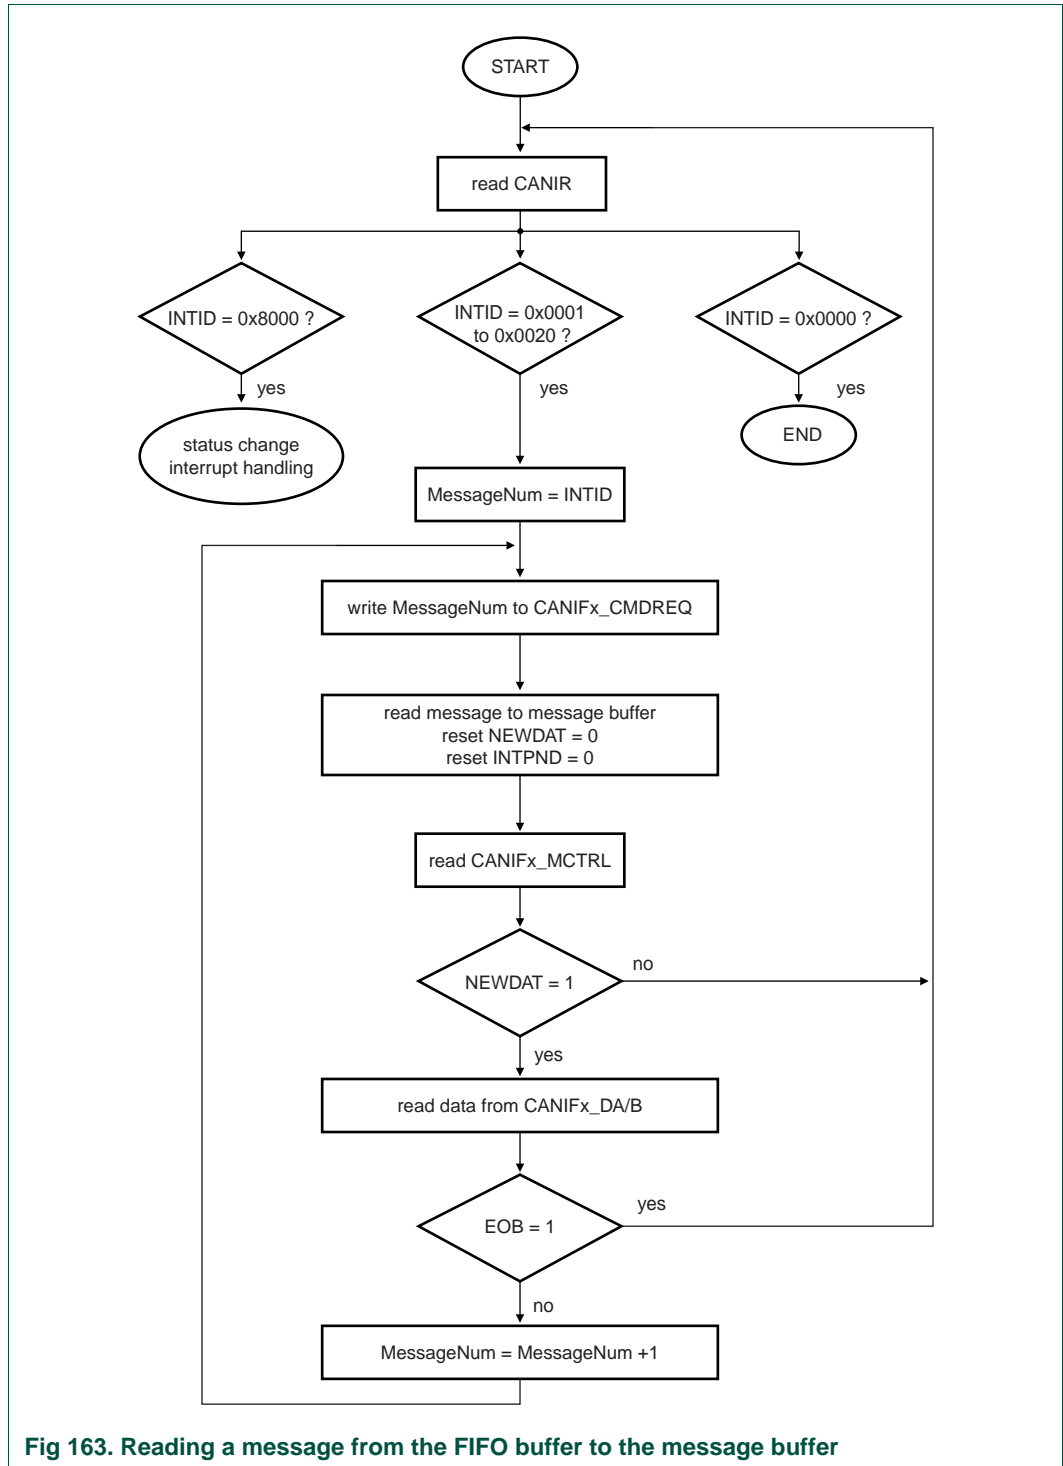 START
read CANIR
INTID = 0x8000 ?
INTID = 0x0001
to 0x0020 ?
INTID = 0x0000 ?
yes
yes
yes
status change
interrupt handling
END
MessageNum = INTID
write MessageNum to CANIFx_CMDREQ
read message to message buffer
reset NEWDAT = 0
reset INTPND = 0
read CANIFx_MCTRL
NEWDAT = 1
no
yes
read data from CANIFx_DA/B
EOB = 1
yes
no
MessageNum = MessageNum +1
Fig 163. Reading a message from the FIFO buffer to the message buffer